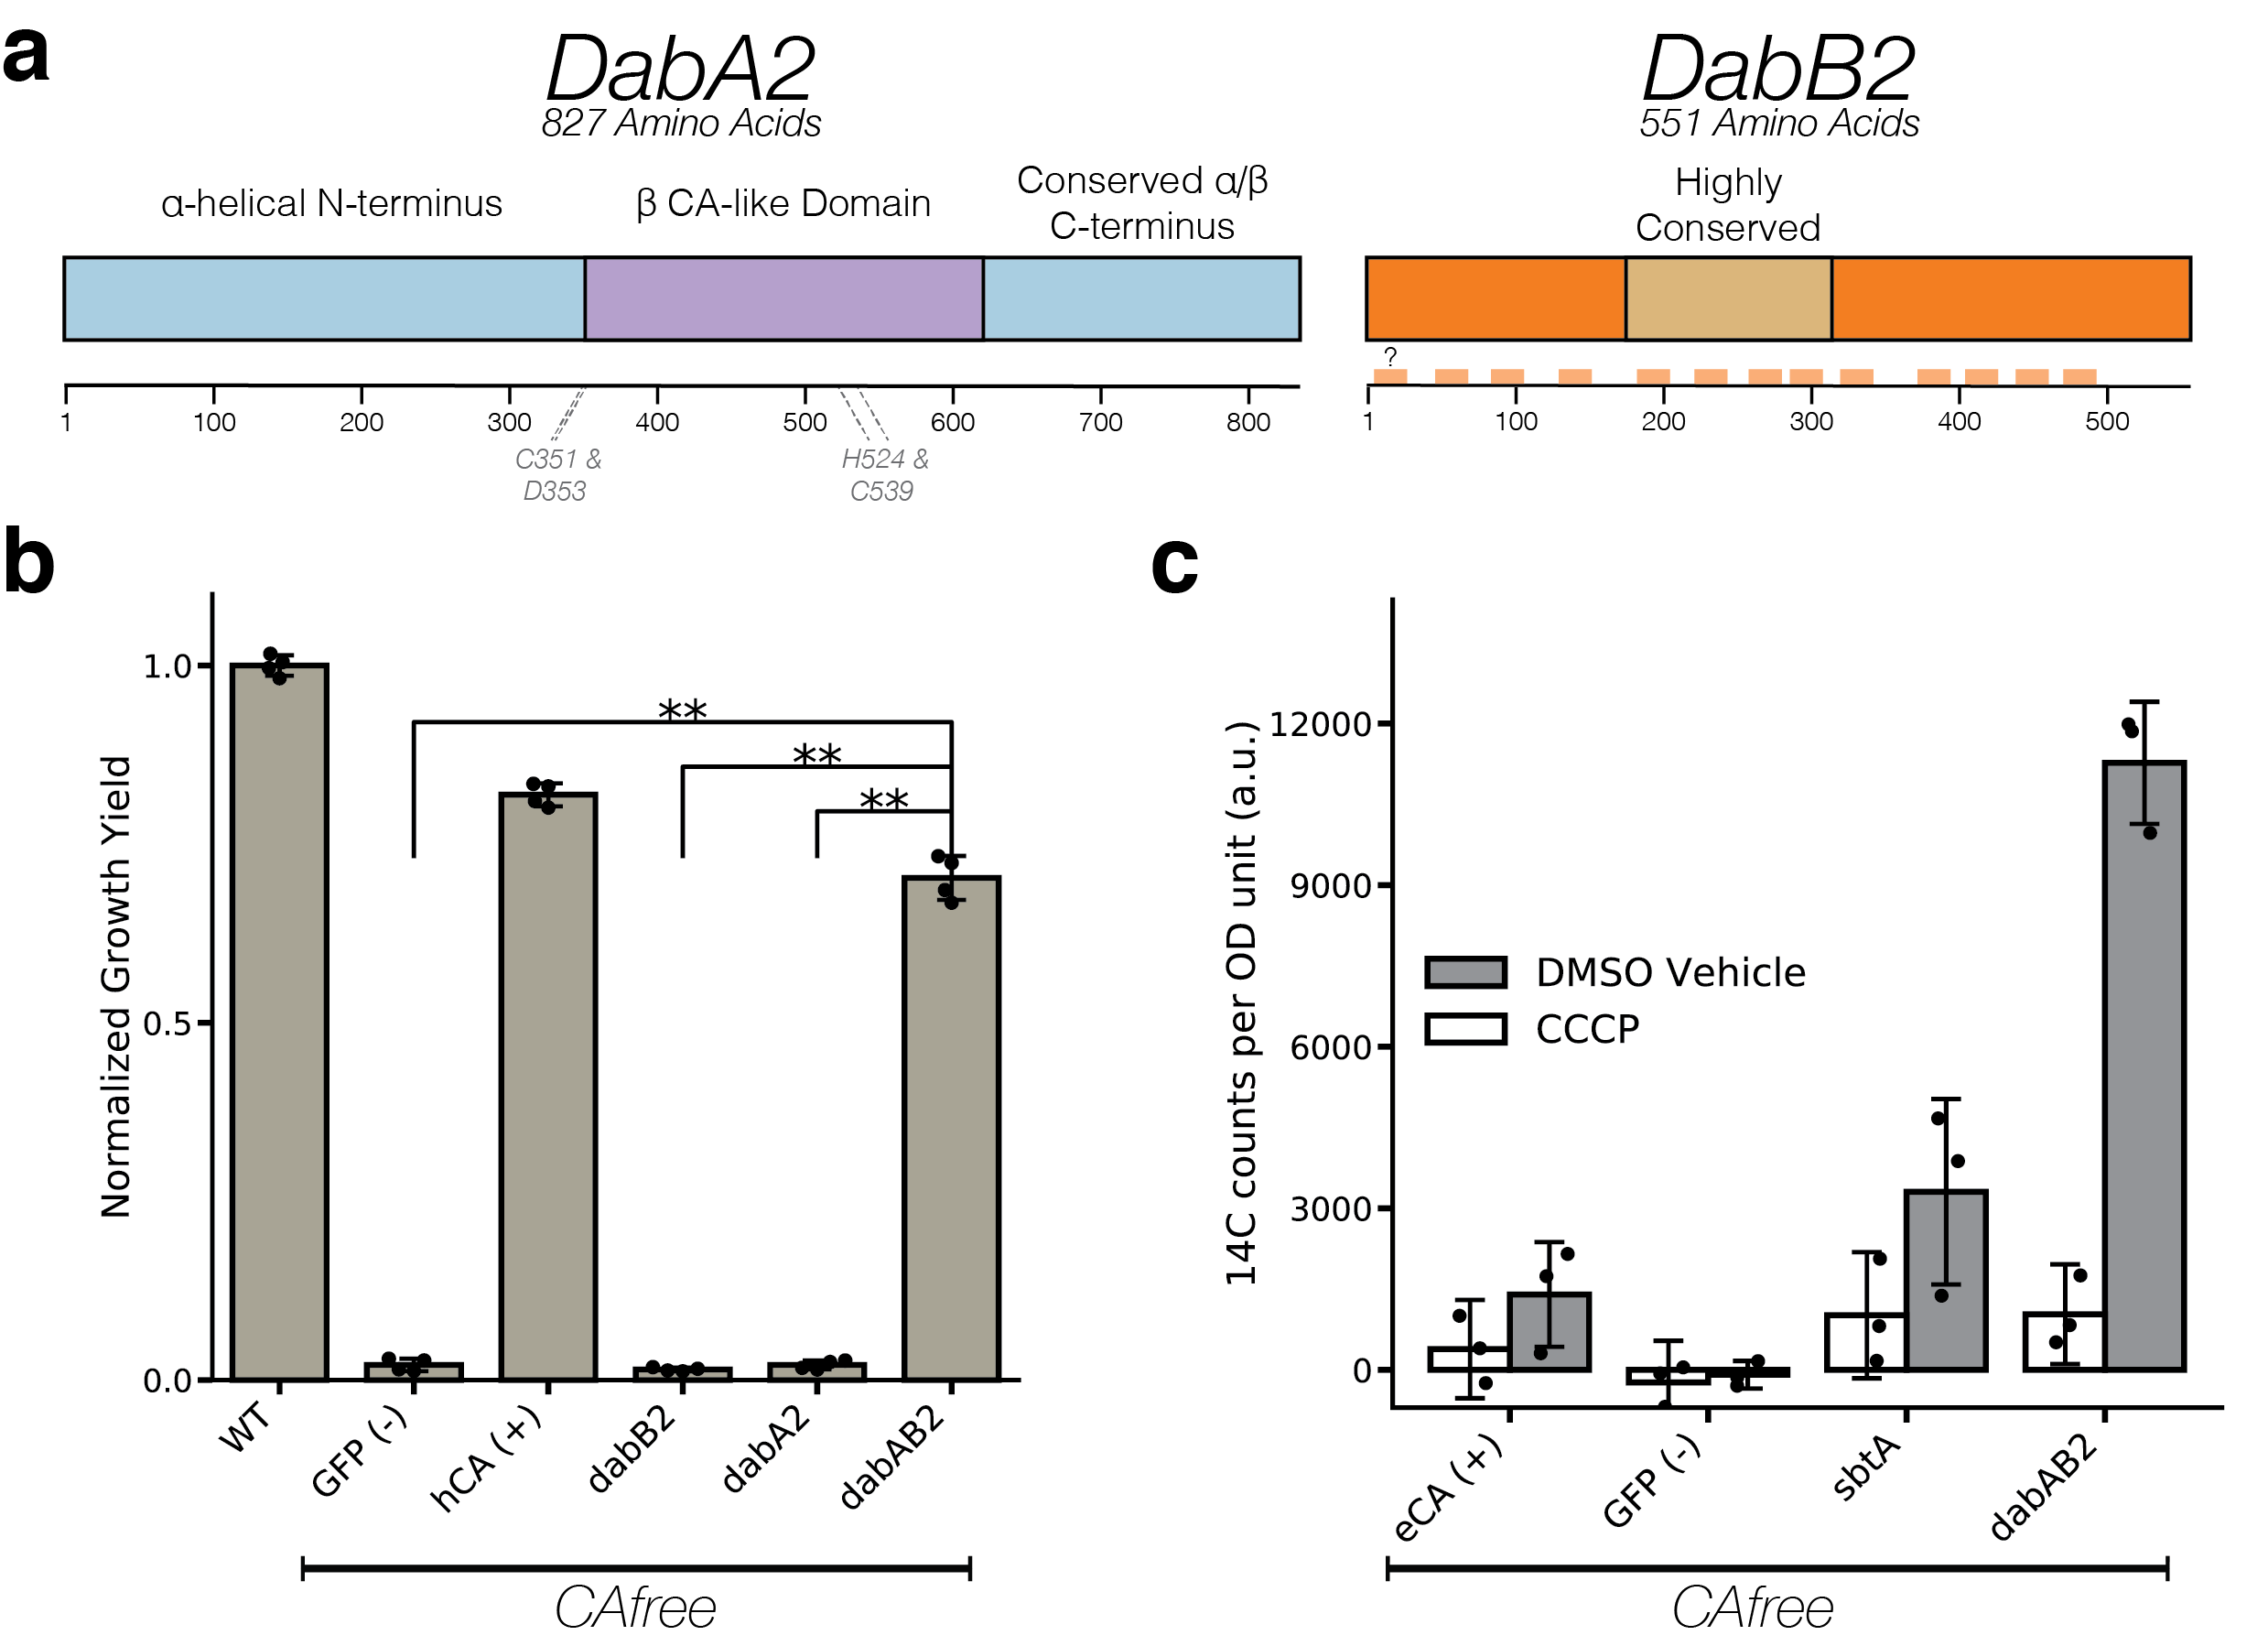 a
DabA2
827 Amino Acids
DabB2
551 Amino Acids
α-helical N-terminus
β CA-like Domain
Conserved α/β
C-terminus
Highly
Conserved
?
1 100 200 300 400 500 600 700 800
1 100 200 300 400 500
C351 &
D353
H524 &
C539
b
Normalized Growth Yield
1.0
0.5
0.0
**
**
**
WT
GFP (-)
hCA (+)
dabB2
dabA2
dabAB2
CAfree
c
14C counts per OD unit (a.u.)
12000
9000
6000
3000
0
DMSO Vehicle
CCCP
eCA (+)
GFP (-)
sbtA
dabAB2
CAfree